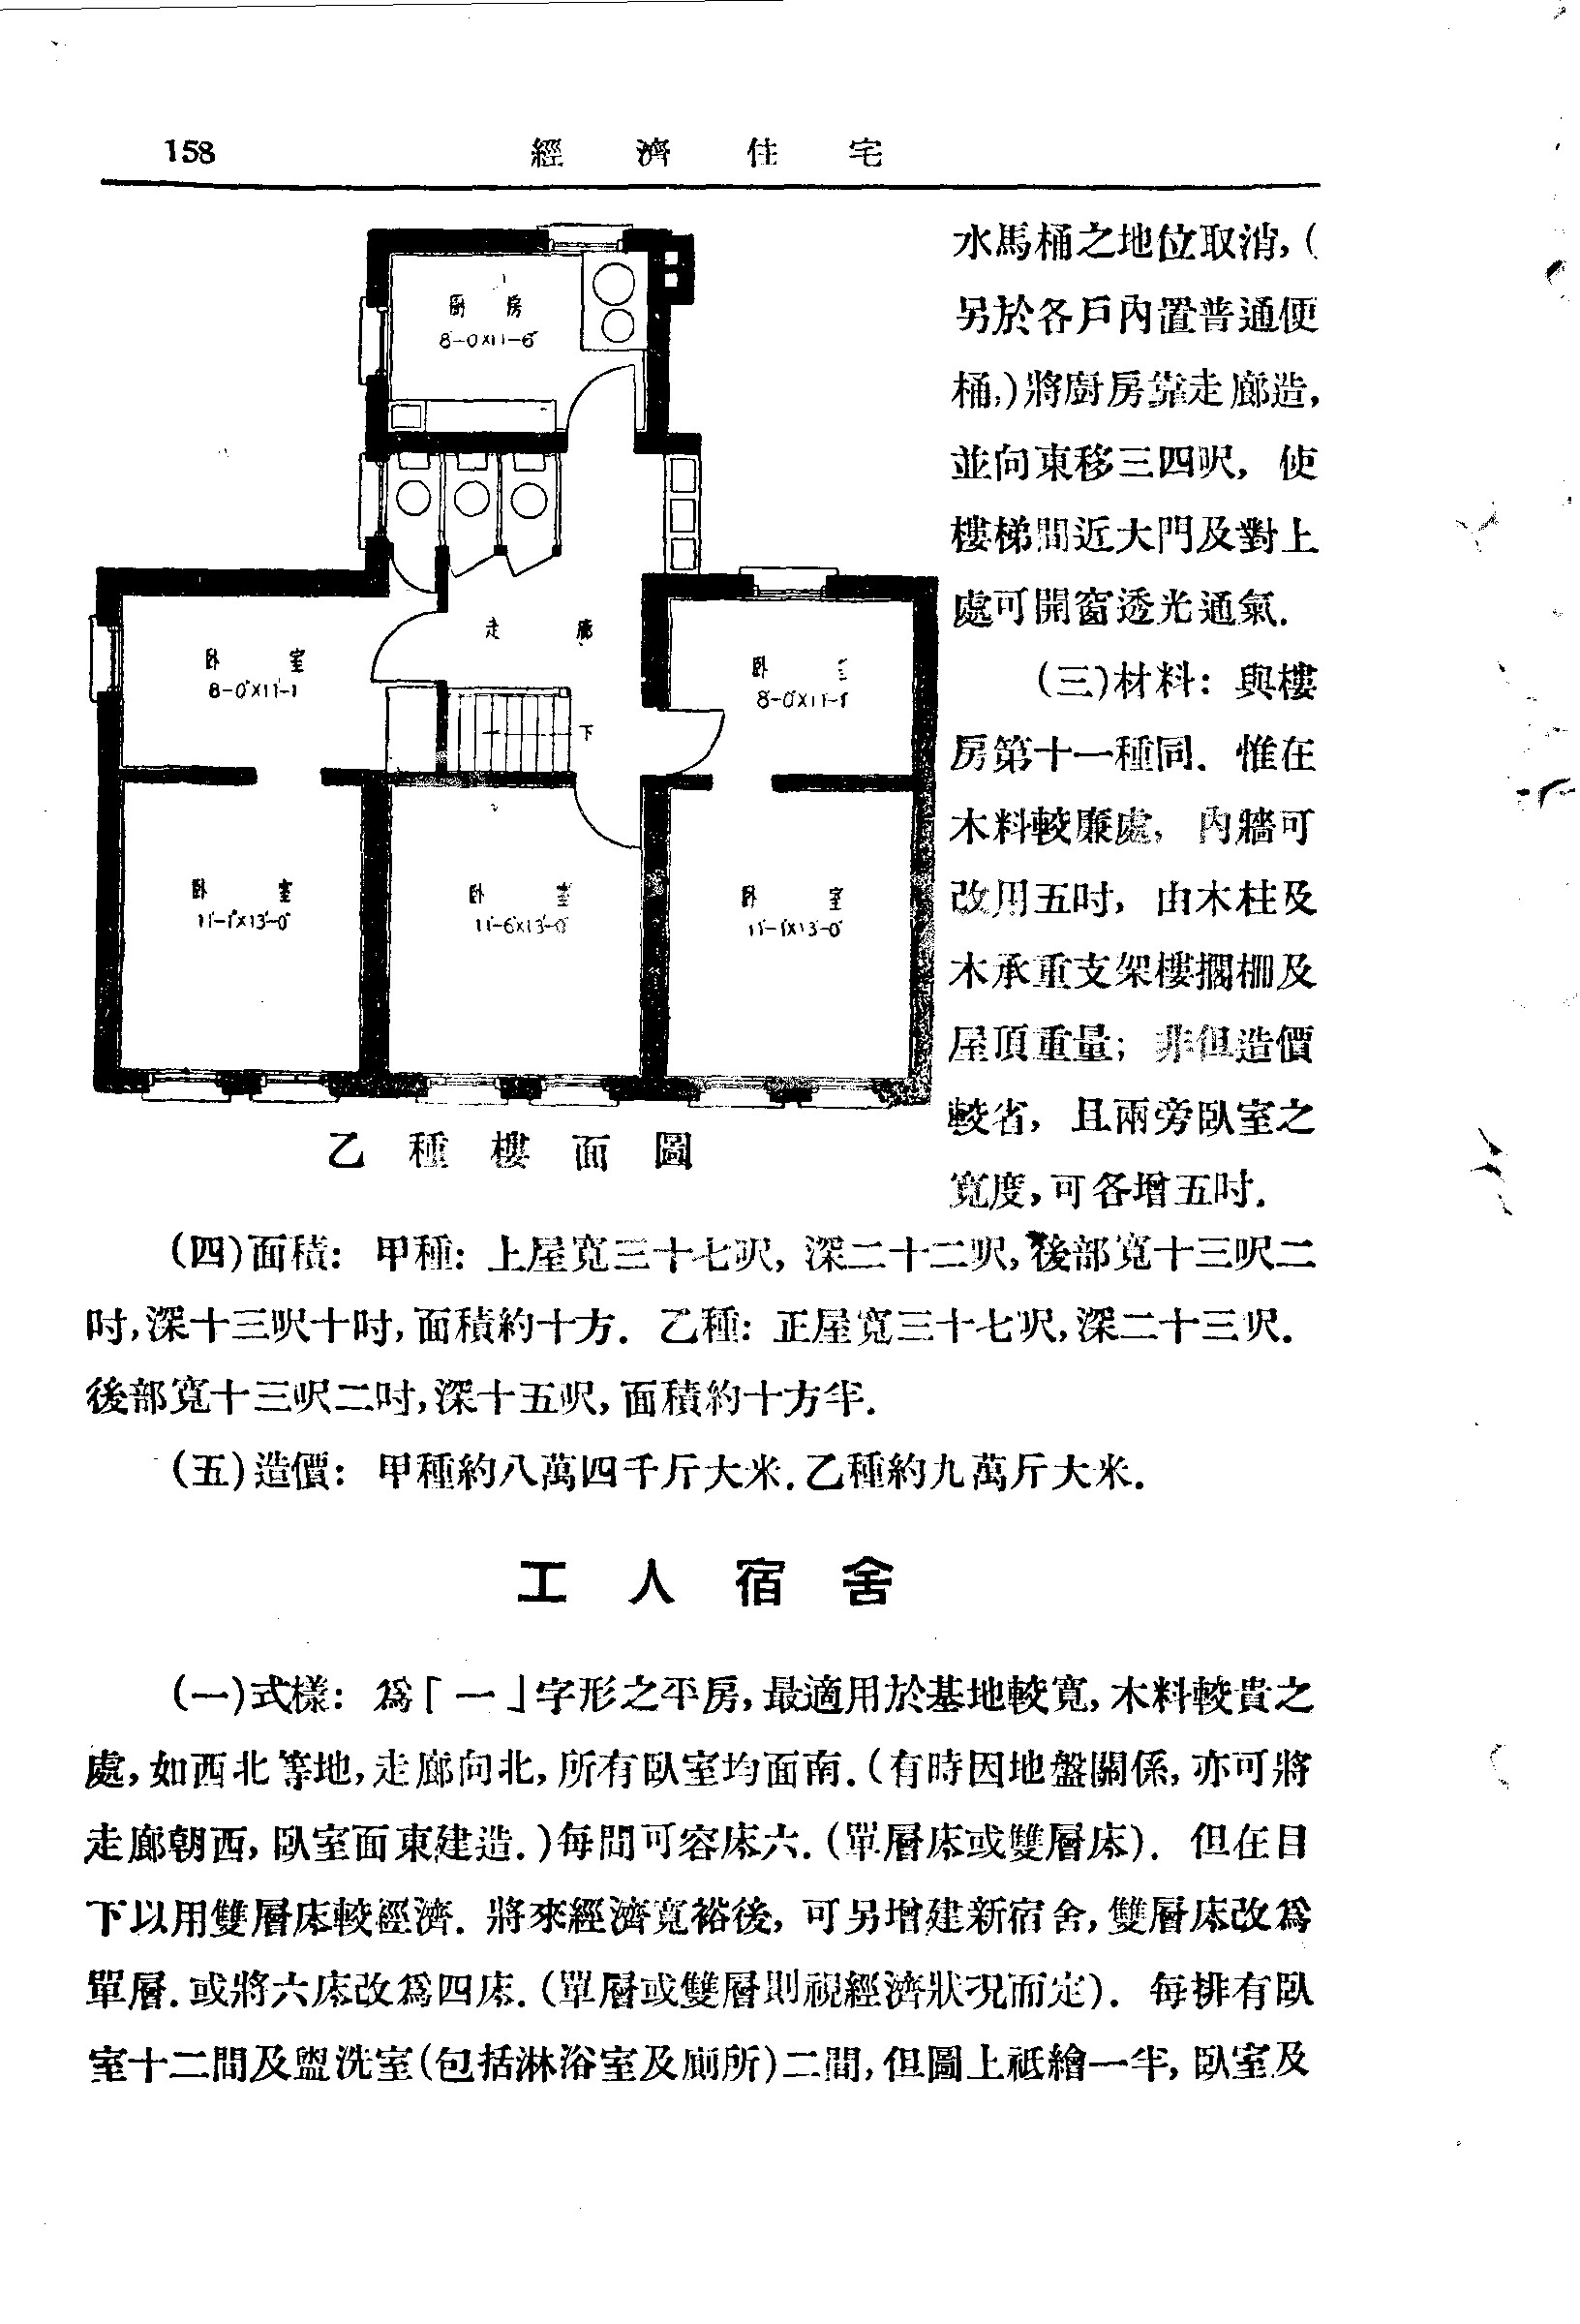 158
經濟住宅
水馬桶之地位取消,(
另於各戶內置普通便
桶,)將廚房靠走廊造,
並向東移三四呎, 使
樓梯間近大門及對上
處可開窗透光通氣.
(三)材料: 與樓
房第十一種同. 惟在
木料較廉處, 內牆可
改用五吋, 由木柱及
木承重支架樓擱柵及
屋頂重量; 非但造價
較省, 且兩旁臥室之
寬度,可各增五吋.
廚房
8-0X11-6
走廊
下
臥室
8-0X11-1
臥室
8-0X11-1
臥室
11-1X13-0
臥室
11-6X13-0
臥室
11-1X13-0
乙種樓面圖
(四)面積: 甲種: 上屋寬三十七呎, 深二十二呎,後部寬十三呎二
吋,深十三呎十吋,面積約十方. 乙種: 正屋寬三十七呎,深二十三呎.
後部寬十三呎二吋,深十五呎,面積約十方半.
(五)造價: 甲種約八萬四千斤大米.乙種約九萬斤大米.
工人宿舍
(一)式樣: 爲「一」字形之平房,最適用於基地較寬,木料較貴之
處,如西北等地,走廊向北,所有臥室均面南.(有時因地盤關係,亦可將
走廊朝西,臥室面東建造.)每間可容床六.(單層床或雙層床). 但在目
下以用雙層床較經濟. 將來經濟寬裕後, 可另增建新宿舍,雙層床改爲
單層.或將六床改爲四床.(單層或雙層則視經濟狀況而定). 每排有臥
室十二間及盥洗室(包括淋浴室及廁所)二間,但圖上祗繪一半,臥室及